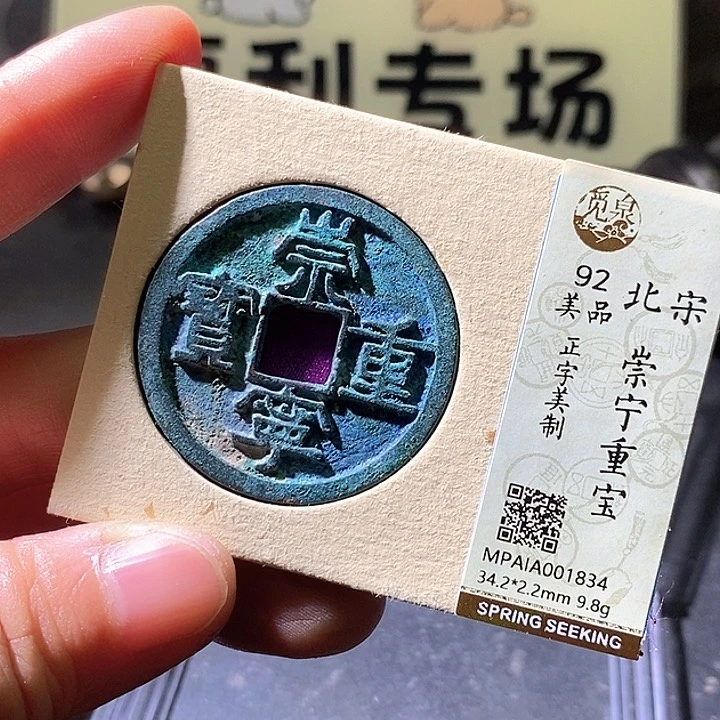 利专场
崇
寧
重
寶
觅泉
92
美品
北宋
正字美制
崇宁重宝
MPAIA001834
34.2*2.2mm 9.8g
SPRING SEEKING